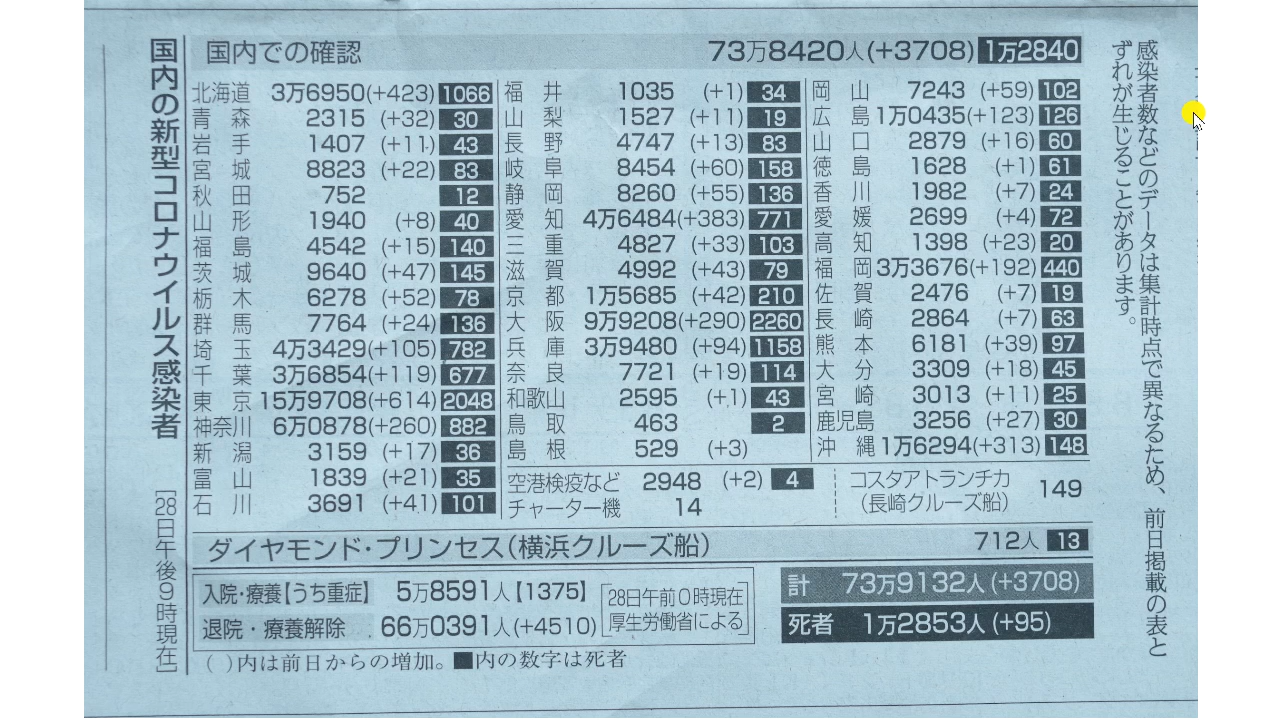 感染者数などのデータは集計時点で異なるため、前日掲載の表と
ずれが生じることがあります。
国内の新型コロナウイルス感染者 [28日午後9時現在]
国内での確認 73万8420人(+3708) 1万2840
北海道 3万6950(+423) 1066
青森 2315 (+32) 30
岩手 1407 (+11) 43
宮城 8823 (+22) 83
秋田 752 12
山形 1940 (+8) 40
福島 4542 (+15) 140
茨城 9640 (+47) 145
栃木 6278 (+52) 78
群馬 7764 (+24) 136
埼玉 4万3429(+105) 782
千葉 3万6854(+119) 677
東京 15万9708(+614) 2048
神奈川 6万0878(+260) 882
新潟 3159 (+17) 36
富山 1839 (+21) 35
石川 3691 (+41) 101
福井 1035 (+1) 34
山梨 1527 (+11) 19
長野 4747 (+13) 83
岐阜 8454 (+60) 158
静岡 8260 (+55) 136
愛知 4万6484(+383) 771
三重 4827 (+33) 103
滋賀 4992 (+43) 79
京都 1万5685 (+42) 210
大阪 9万9208(+290) 2260
兵庫 3万9480 (+94) 1158
奈良 7721 (+19) 114
和歌山 2595 (+1) 43
鳥取 463 2
島根 529 (+3)
岡山 7243 (+59) 102
広島 1万0435(+123) 126
山口 2879 (+16) 60
徳島 1628 (+1) 61
香川 1982 (+7) 24
愛媛 2699 (+4) 72
高知 1398 (+23) 20
福岡 3万3676(+192) 440
佐賀 2476 (+7) 19
長崎 2864 (+7) 63
熊本 6181 (+39) 97
大分 3309 (+18) 45
宮崎 3013 (+11) 25
鹿児島 3256 (+27) 30
沖縄 1万6294(+313) 148
空港検疫など 2948 (+2) 4
チャーター機 14
コスタアトランチカ
(長崎クルーズ船) 149
ダイヤモンド・プリンセス(横浜クルーズ船) 712人 13
入院・療養【うち重症】 5万8591人【1375】
退院・療養解除 66万0391人(+4510)
[28日午前0時現在
厚生労働省による]
計 73万9132人(+3708)
死者 1万2853人(+95)
( )内は前日からの増加。■内の数字は死者